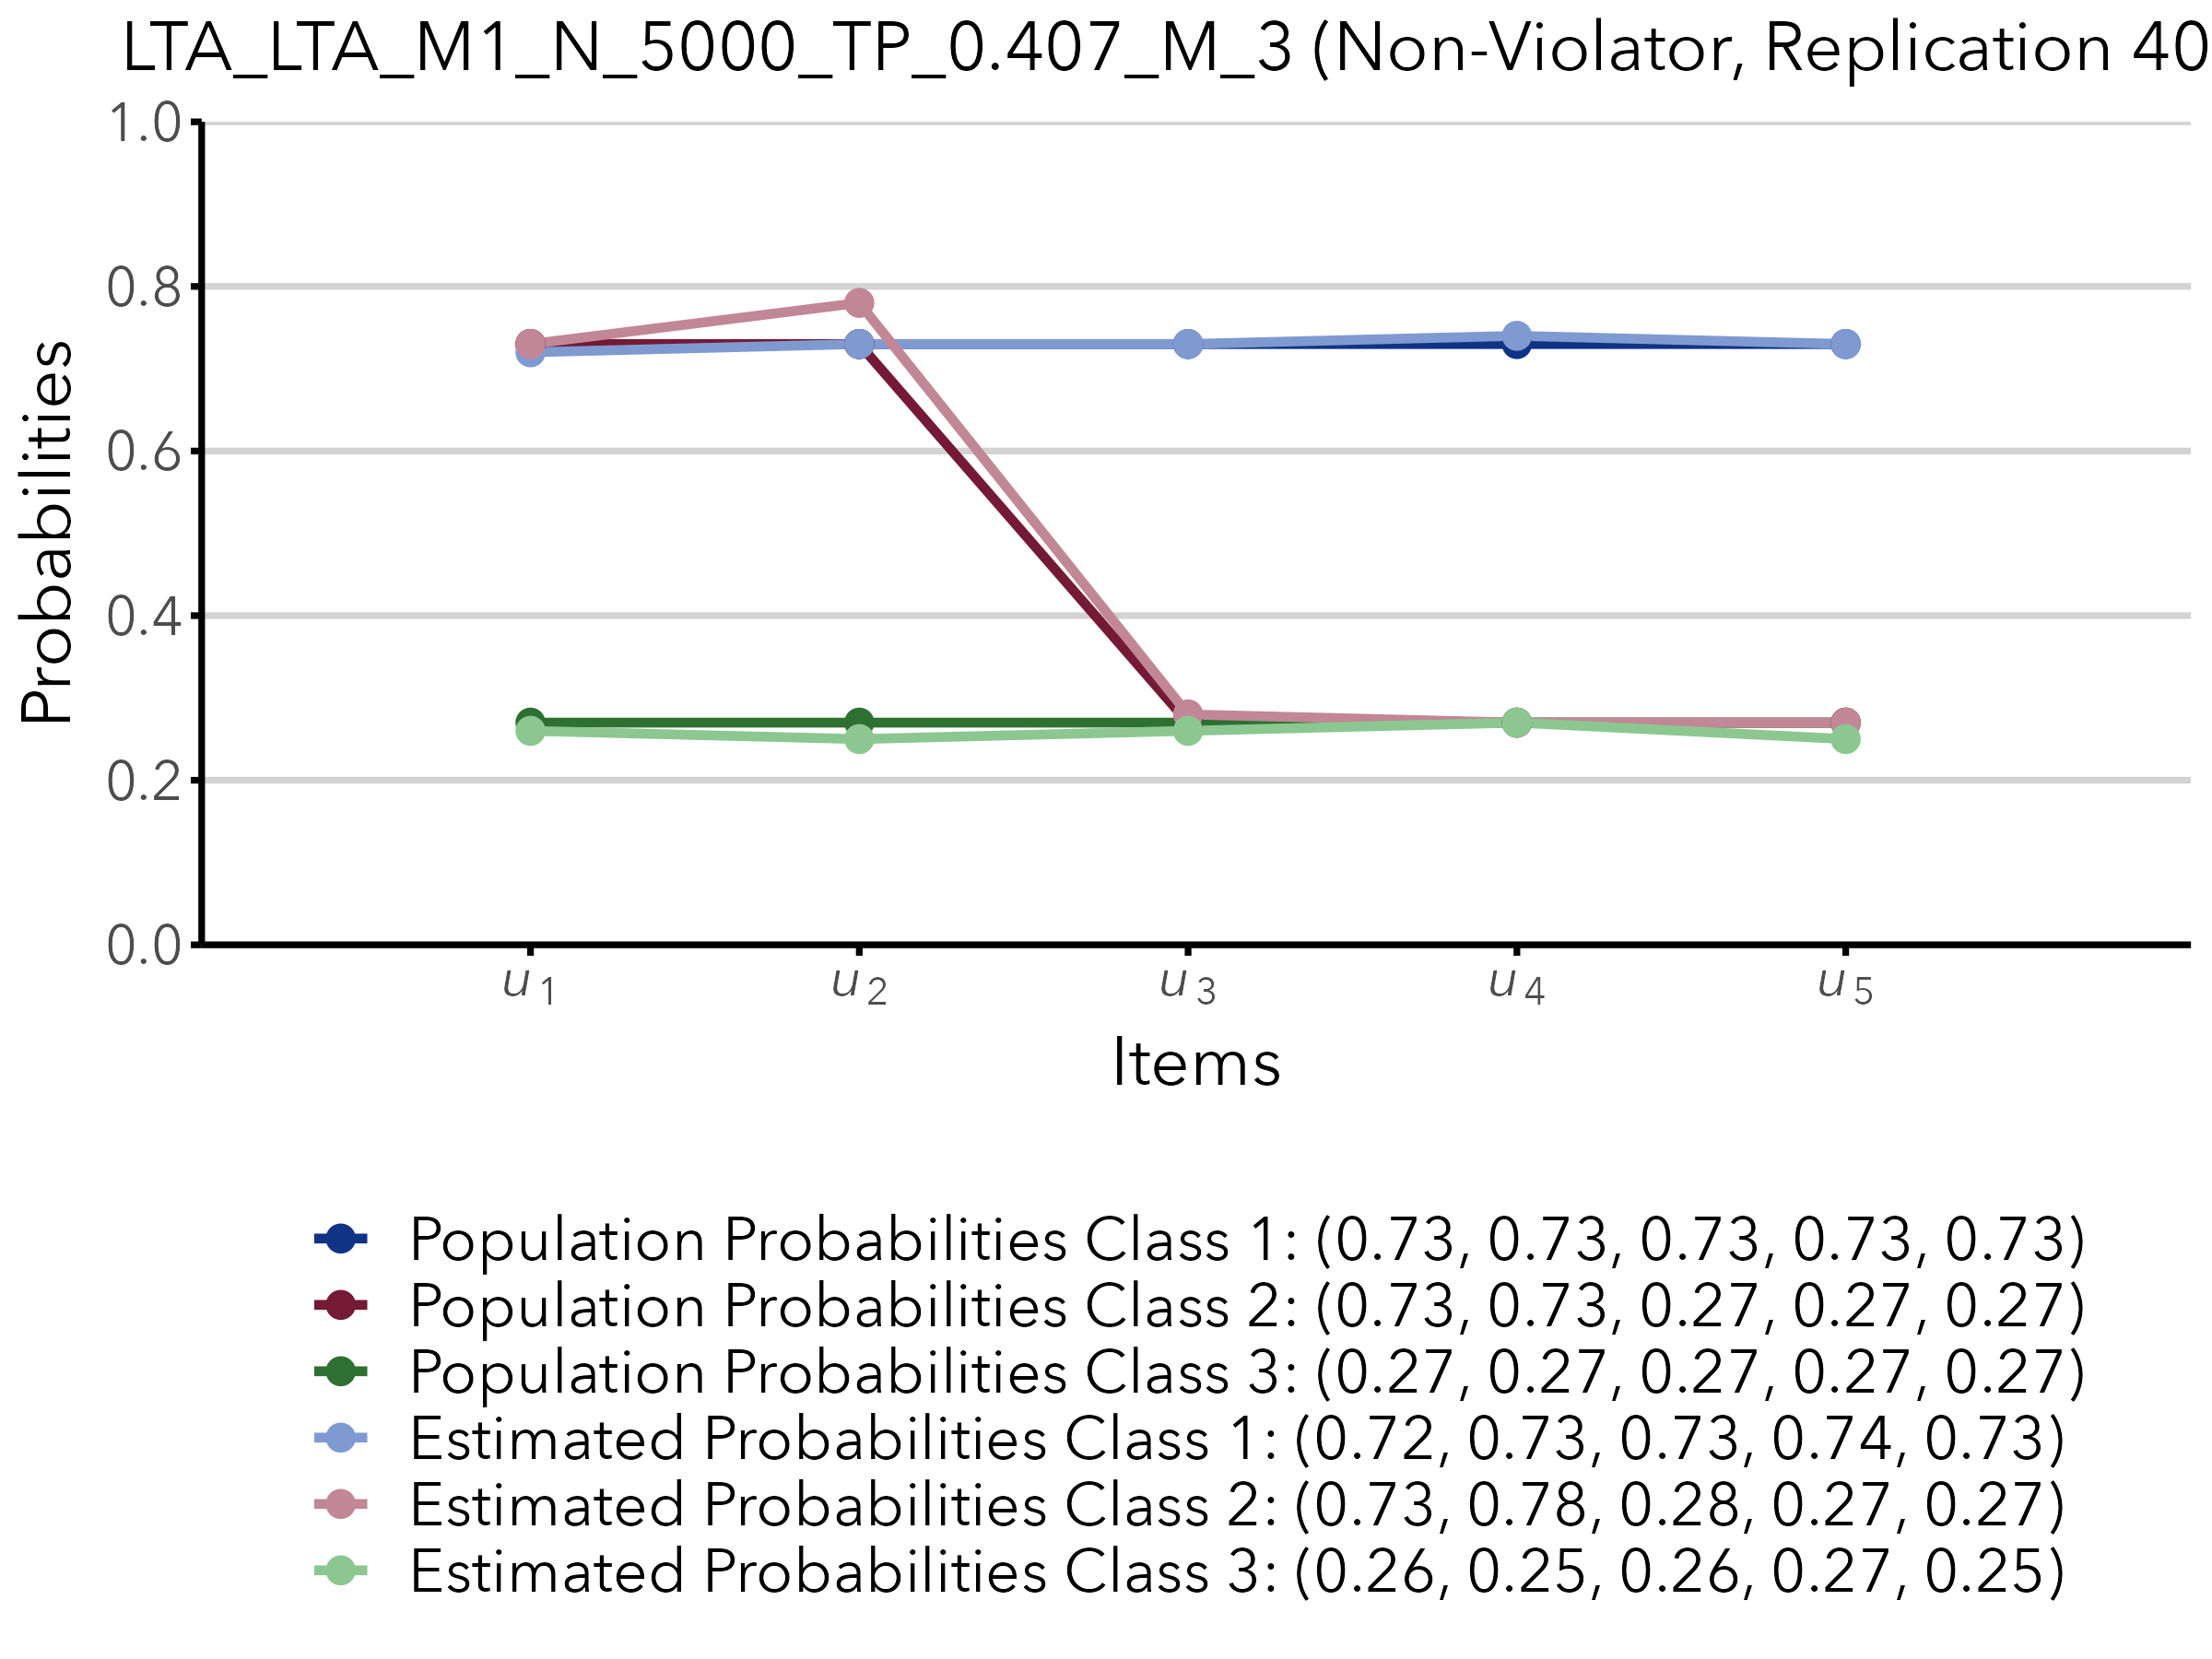 LTA_LTA_M1_N_5000_TP_0.407_M_3 (Non-Violator, Replication 40
1.0
0.8
0.6
0.4
0.2
0.0
Probabilities
u1 u2 u3 u4 u5
Items
Population Probabilities Class 1: (0.73, 0.73, 0.73, 0.73, 0.73)
Population Probabilities Class 2: (0.73, 0.73, 0.27, 0.27, 0.27)
Population Probabilities Class 3: (0.27, 0.27, 0.27, 0.27, 0.27)
Estimated Probabilities Class 1: (0.72, 0.73, 0.73, 0.74, 0.73)
Estimated Probabilities Class 2: (0.73, 0.78, 0.28, 0.27, 0.27)
Estimated Probabilities Class 3: (0.26, 0.25, 0.26, 0.27, 0.25)